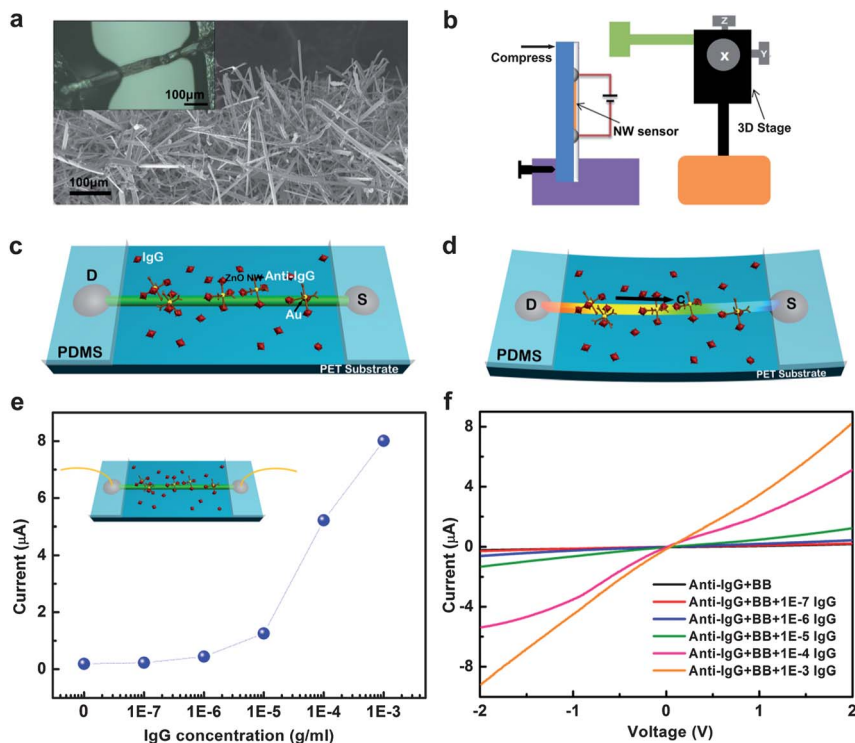 a
100μm
100μm
b
Compress
NW sensor
Z
X
Y
3D Stage
c
IgG
ZnO NW
Anti-IgG
D
S
Au
PDMS
PET Substrate
d
D
C
S
PDMS
PET Substrate
e
Current (μA)
8
6
4
2
0
0 1E-7 1E-6 1E-5 1E-4 1E-3
IgG concentration (g/ml)
f
Current (μA)
8
4
0
-4
-8
Anti-IgG+BB
Anti-IgG+BB+1E-7 IgG
Anti-IgG+BB+1E-6 IgG
Anti-IgG+BB+1E-5 IgG
Anti-IgG+BB+1E-4 IgG
Anti-IgG+BB+1E-3 IgG
-2 -1 0 1 2
Voltage (V)